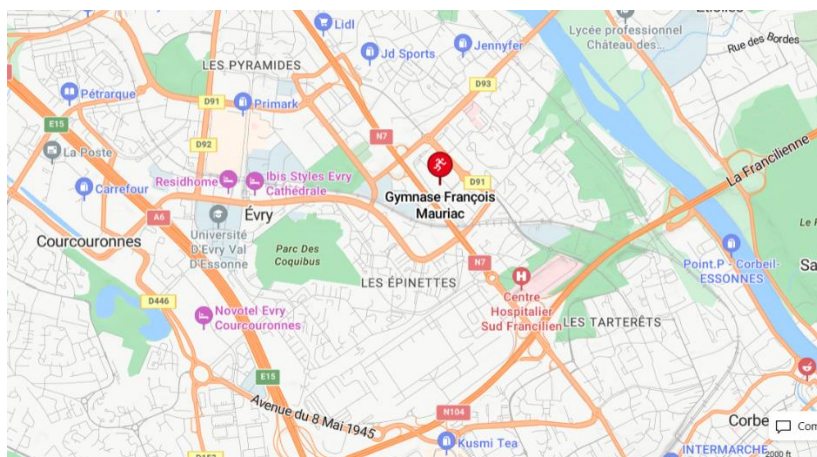 Étiolles
Lidl
Lycée professionnel
Château des...
Jd Sports
Jennyfer
Rue des Bordes
LES PYRAMIDES
D93
Pétrarque
D91
Primark
E15
N7
La Francilienne
La Poste
D92
Ibis Styles Evry
Cathédrale
Residhome
D91
Carrefour
Gymnase François
Mauriac
A6
Évry
Université
D'Evry Val
D'Essonne
Courcouronnes
Parc Des
Coquibus
Point.P - Corbeil-
ESSONNES
N7
LES ÉPINETTES
Centre
Hospitalier
Sud Francilien
D446
Novotel Evry
Courcouronnes
LES TARTERÊTS
E15
Avenue du 8 Mai 1945
N104
Corbe
Com
Kusmi Tea
INTERMARCHE
2000 ft